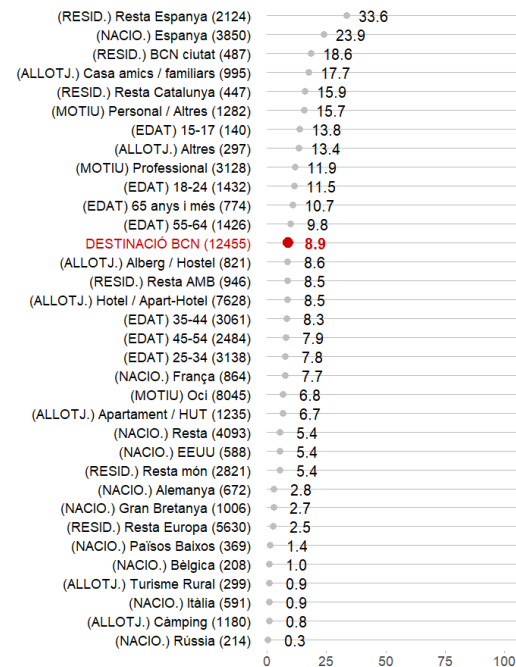 (RESID.) Resta Espanya (2124) 33.6
(NACIO.) Espanya (3850) 23.9
(RESID.) BCN ciutat (487) 18.6
(ALLOTJ.) Casa amics / familiars (995) 17.7
(RESID.) Resta Catalunya (447) 15.9
(MOTIU) Personal / Altres (1282) 15.7
(EDAT) 15-17 (140) 13.8
(ALLOTJ.) Altres (297) 13.4
(MOTIU) Professional (3128) 11.9
(EDAT) 18-24 (1432) 11.5
(EDAT) 65 anys i més (774) 10.7
(EDAT) 55-64 (1426) 9.8
DESTINACIÓ BCN (12455) 8.9
(ALLOTJ.) Alberg / Hostel (821) 8.6
(RESID.) Resta AMB (946) 8.5
(ALLOTJ.) Hotel / Apart-Hotel (7628) 8.5
(EDAT) 35-44 (3061) 8.3
(EDAT) 45-54 (2484) 7.9
(EDAT) 25-34 (3138) 7.8
(NACIO.) França (864) 7.7
(MOTIU) Oci (8045) 6.8
(ALLOTJ.) Apartament / HUT (1235) 6.7
(NACIO.) Resta (4093) 5.4
(NACIO.) EEUU (588) 5.4
(RESID.) Resta món (2821) 5.4
(NACIO.) Alemanya (672) 2.8
(NACIO.) Gran Bretanya (1006) 2.7
(RESID.) Resta Europa (5630) 2.5
(NACIO.) Països Baixos (369) 1.4
(NACIO.) Bèlgica (208) 1.0
(ALLOTJ.) Turisme Rural (299) 0.9
(NACIO.) Itàlia (591) 0.9
(ALLOTJ.) Càmping (1180) 0.8
(NACIO.) Rússia (214) 0.3
0 25 50 75 100